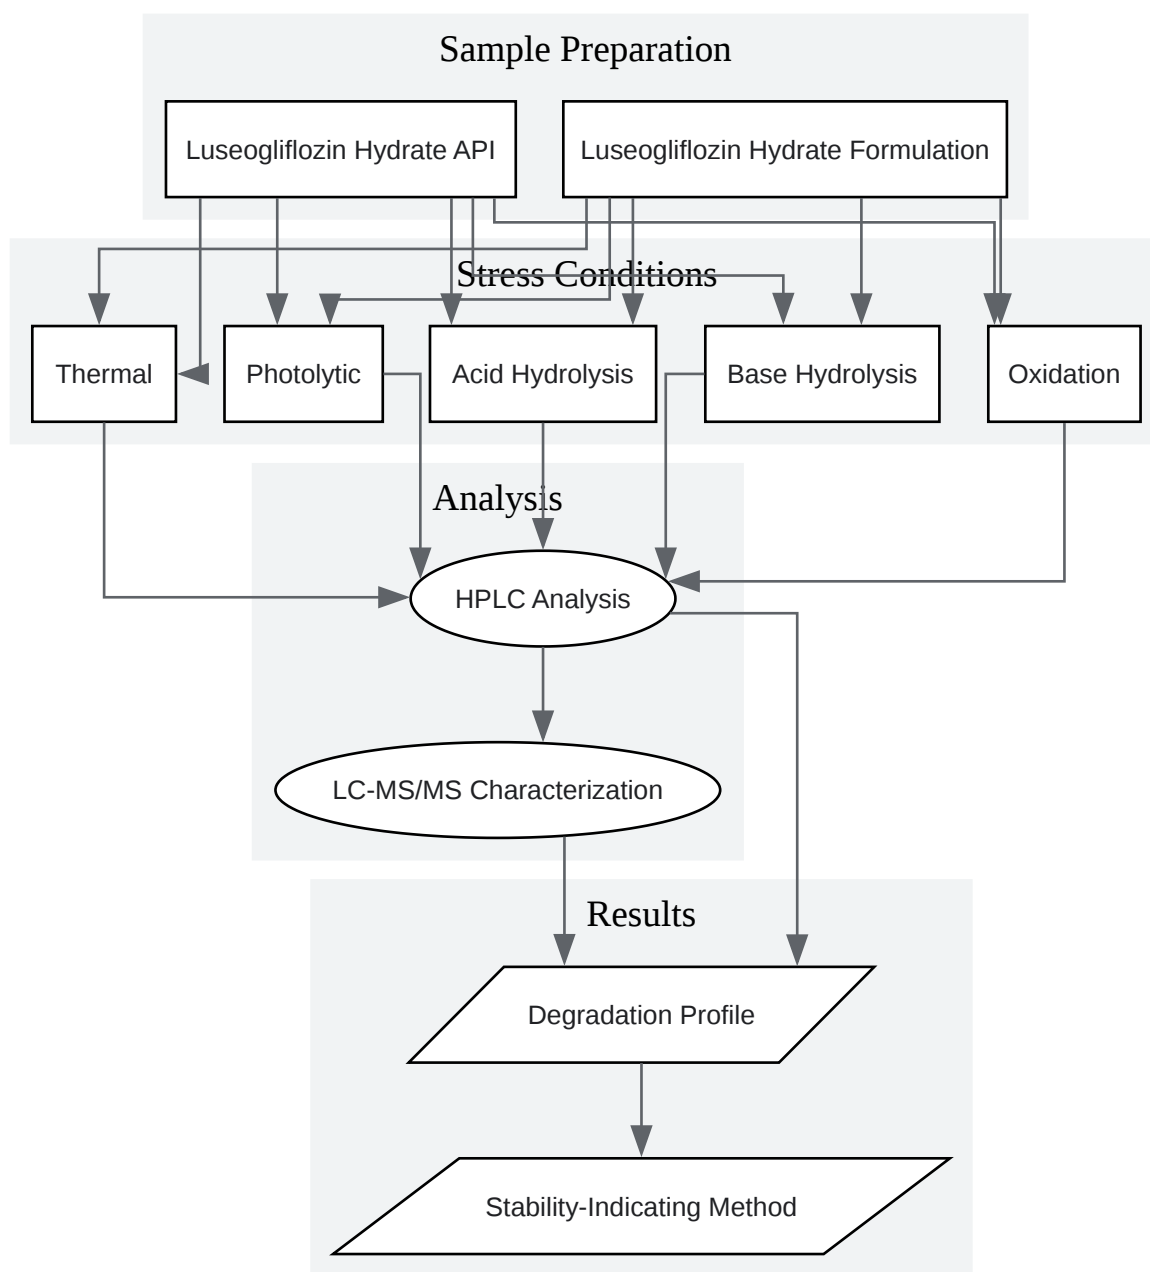 Sample Preparation
Luseogliflozin Hydrate API
Luseogliflozin Hydrate Formulation
Stress Conditions
Thermal
Photolytic
Acid Hydrolysis
Base Hydrolysis
Oxidation
Analysis
HPLC Analysis
LC-MS/MS Characterization
Results
Degradation Profile
Stability-Indicating Method